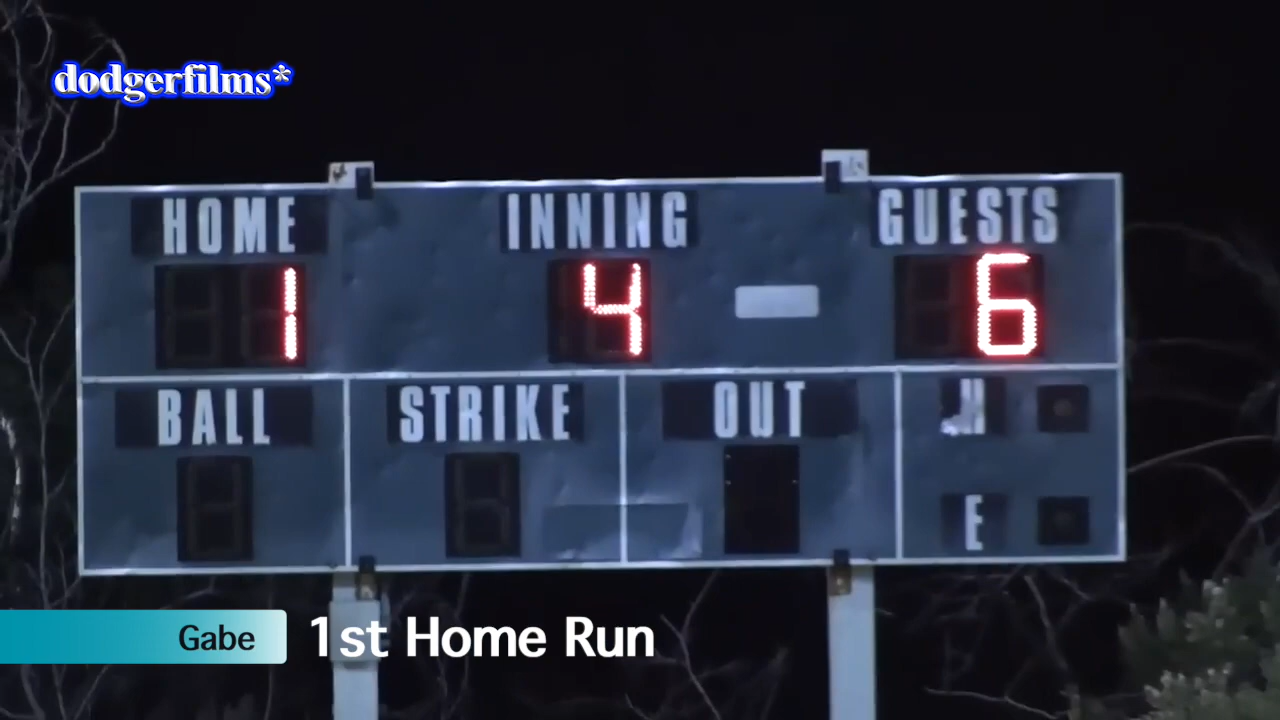 dodgerfilms*
HOME INNING GUESTS
1 4 6
BALL STRIKE OUT H
E
Gabe 1st Home Run